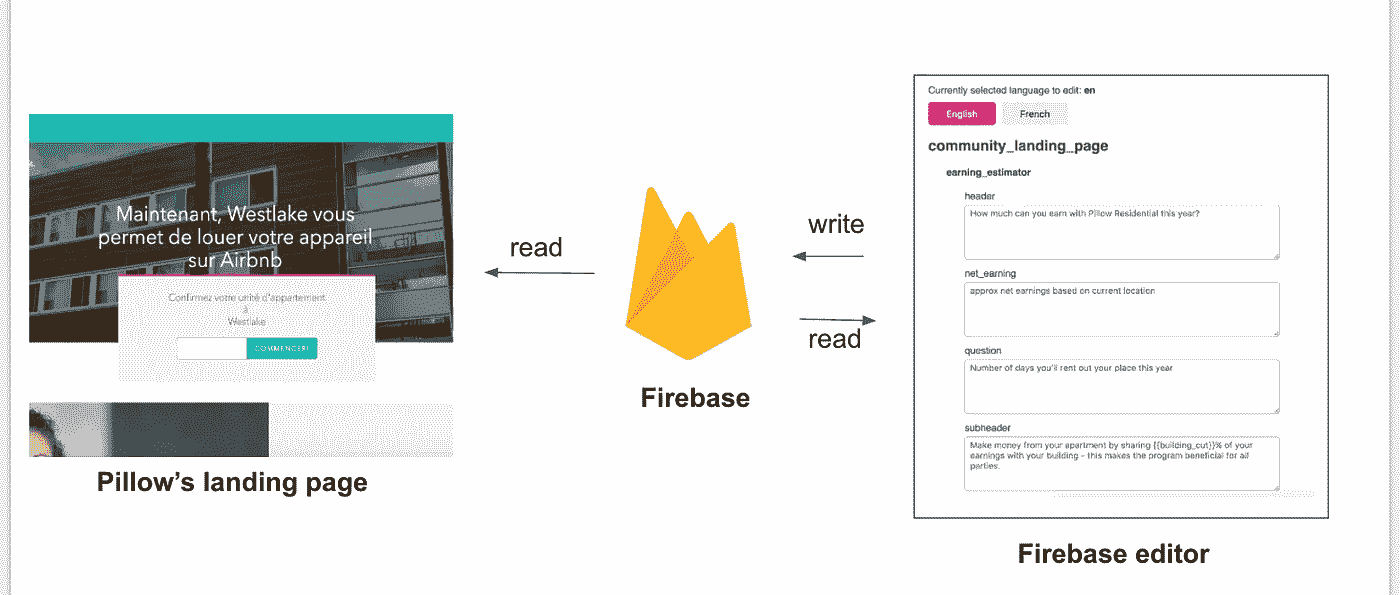 Maintenant, Westlake vous
permet de louer votre appareil
sur Airbnb
Confirmez votre unité d'appartement
à
Westlake
COMMENCER!
Pillow's landing page
read
Firebase
write
read
Currently selected language to edit: en
English
French
community_landing_page
earning_estimator
header
How much can you earn with Pillow Residential this year?
net_earning
approx net earnings based on current location
question
Number of days you'll rent out your place this year
subheader
Make money from your apartment by sharing {{building_cut}}% of your
earnings with your building - this makes the program beneficial for all
parties.
Firebase editor